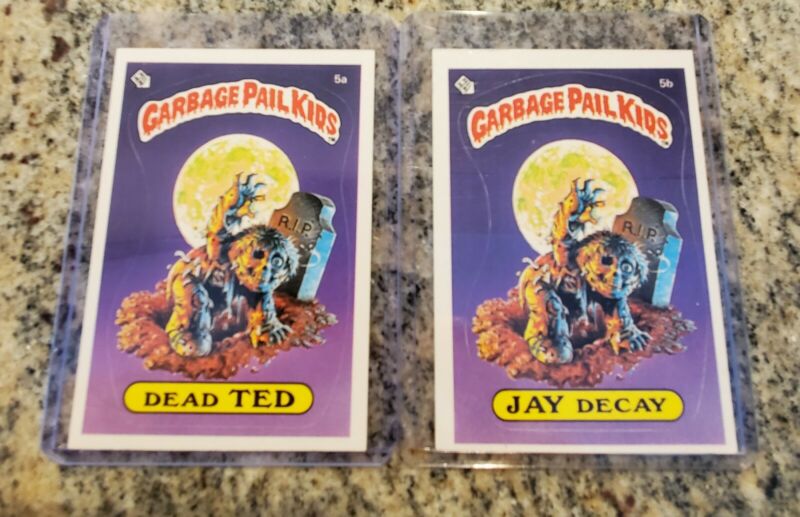 5a
GARBAGE PAIL KIDS
R.I.P.
DEAD TED
5b
GARBAGE PAIL KIDS
R.I.P.
JAY DECAY